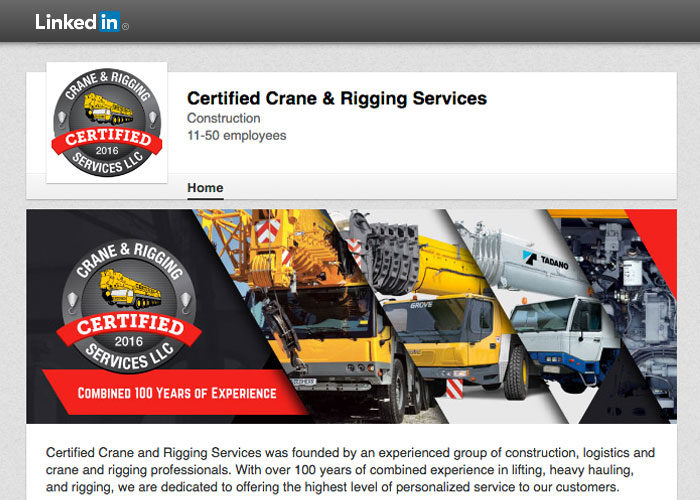 Linked in ®
CRANE & RIGGING
CERTIFIED
2016
SERVICES LLC
Certified Crane & Rigging Services
Construction
11-50 employees
Home
CRANE & RIGGING
CERTIFIED
2016
SERVICES LLC
COMBINED 100 YEARS OF EXPERIENCE
GROVE
TADANO
Certified Crane and Rigging Services was founded by an experienced group of construction, logistics and
crane and rigging professionals. With over 100 years of combined experience in lifting, heavy hauling,
and rigging, we are dedicated to offering the highest level of personalized service to our customers.